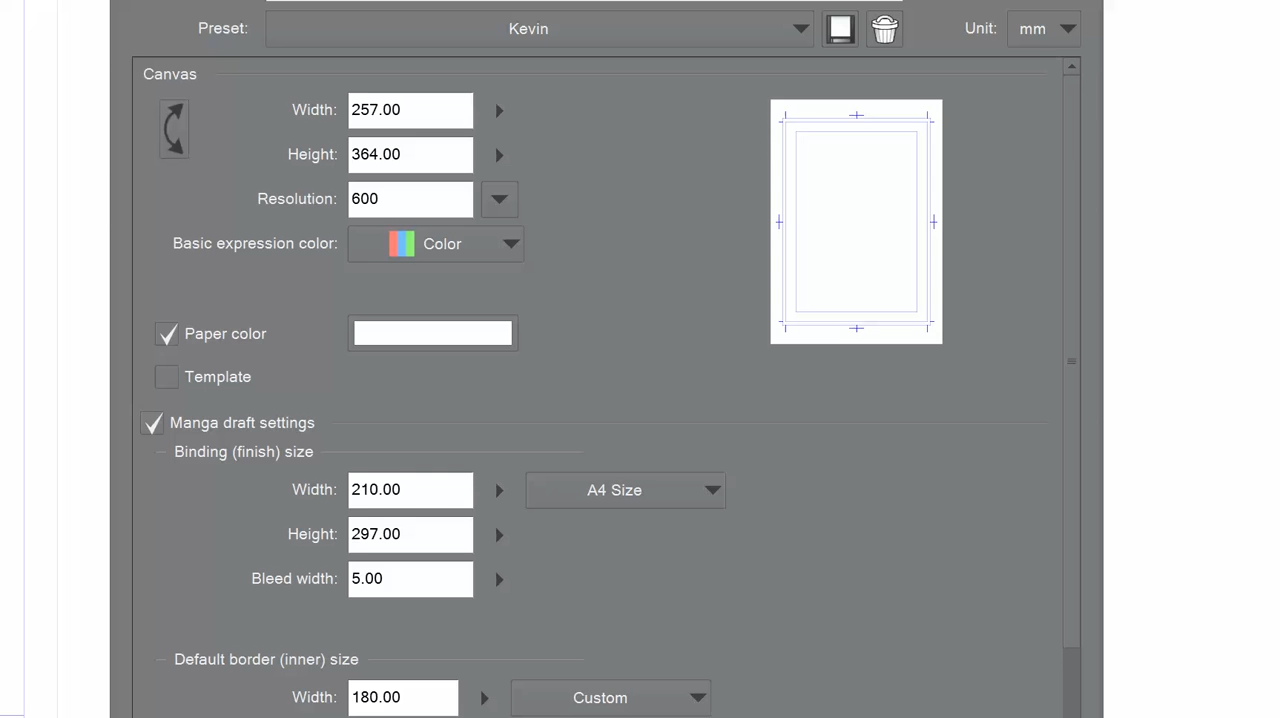 Preset: Kevin Unit: mm
Canvas
Width: 257.00
Height: 364.00
Resolution: 600
Basic expression color: Color
Paper color
Template
Manga draft settings
Binding (finish) size
Width: 210.00 A4 Size
Height: 297.00
Bleed width: 5.00
Default border (inner) size
Width: 180.00 Custom